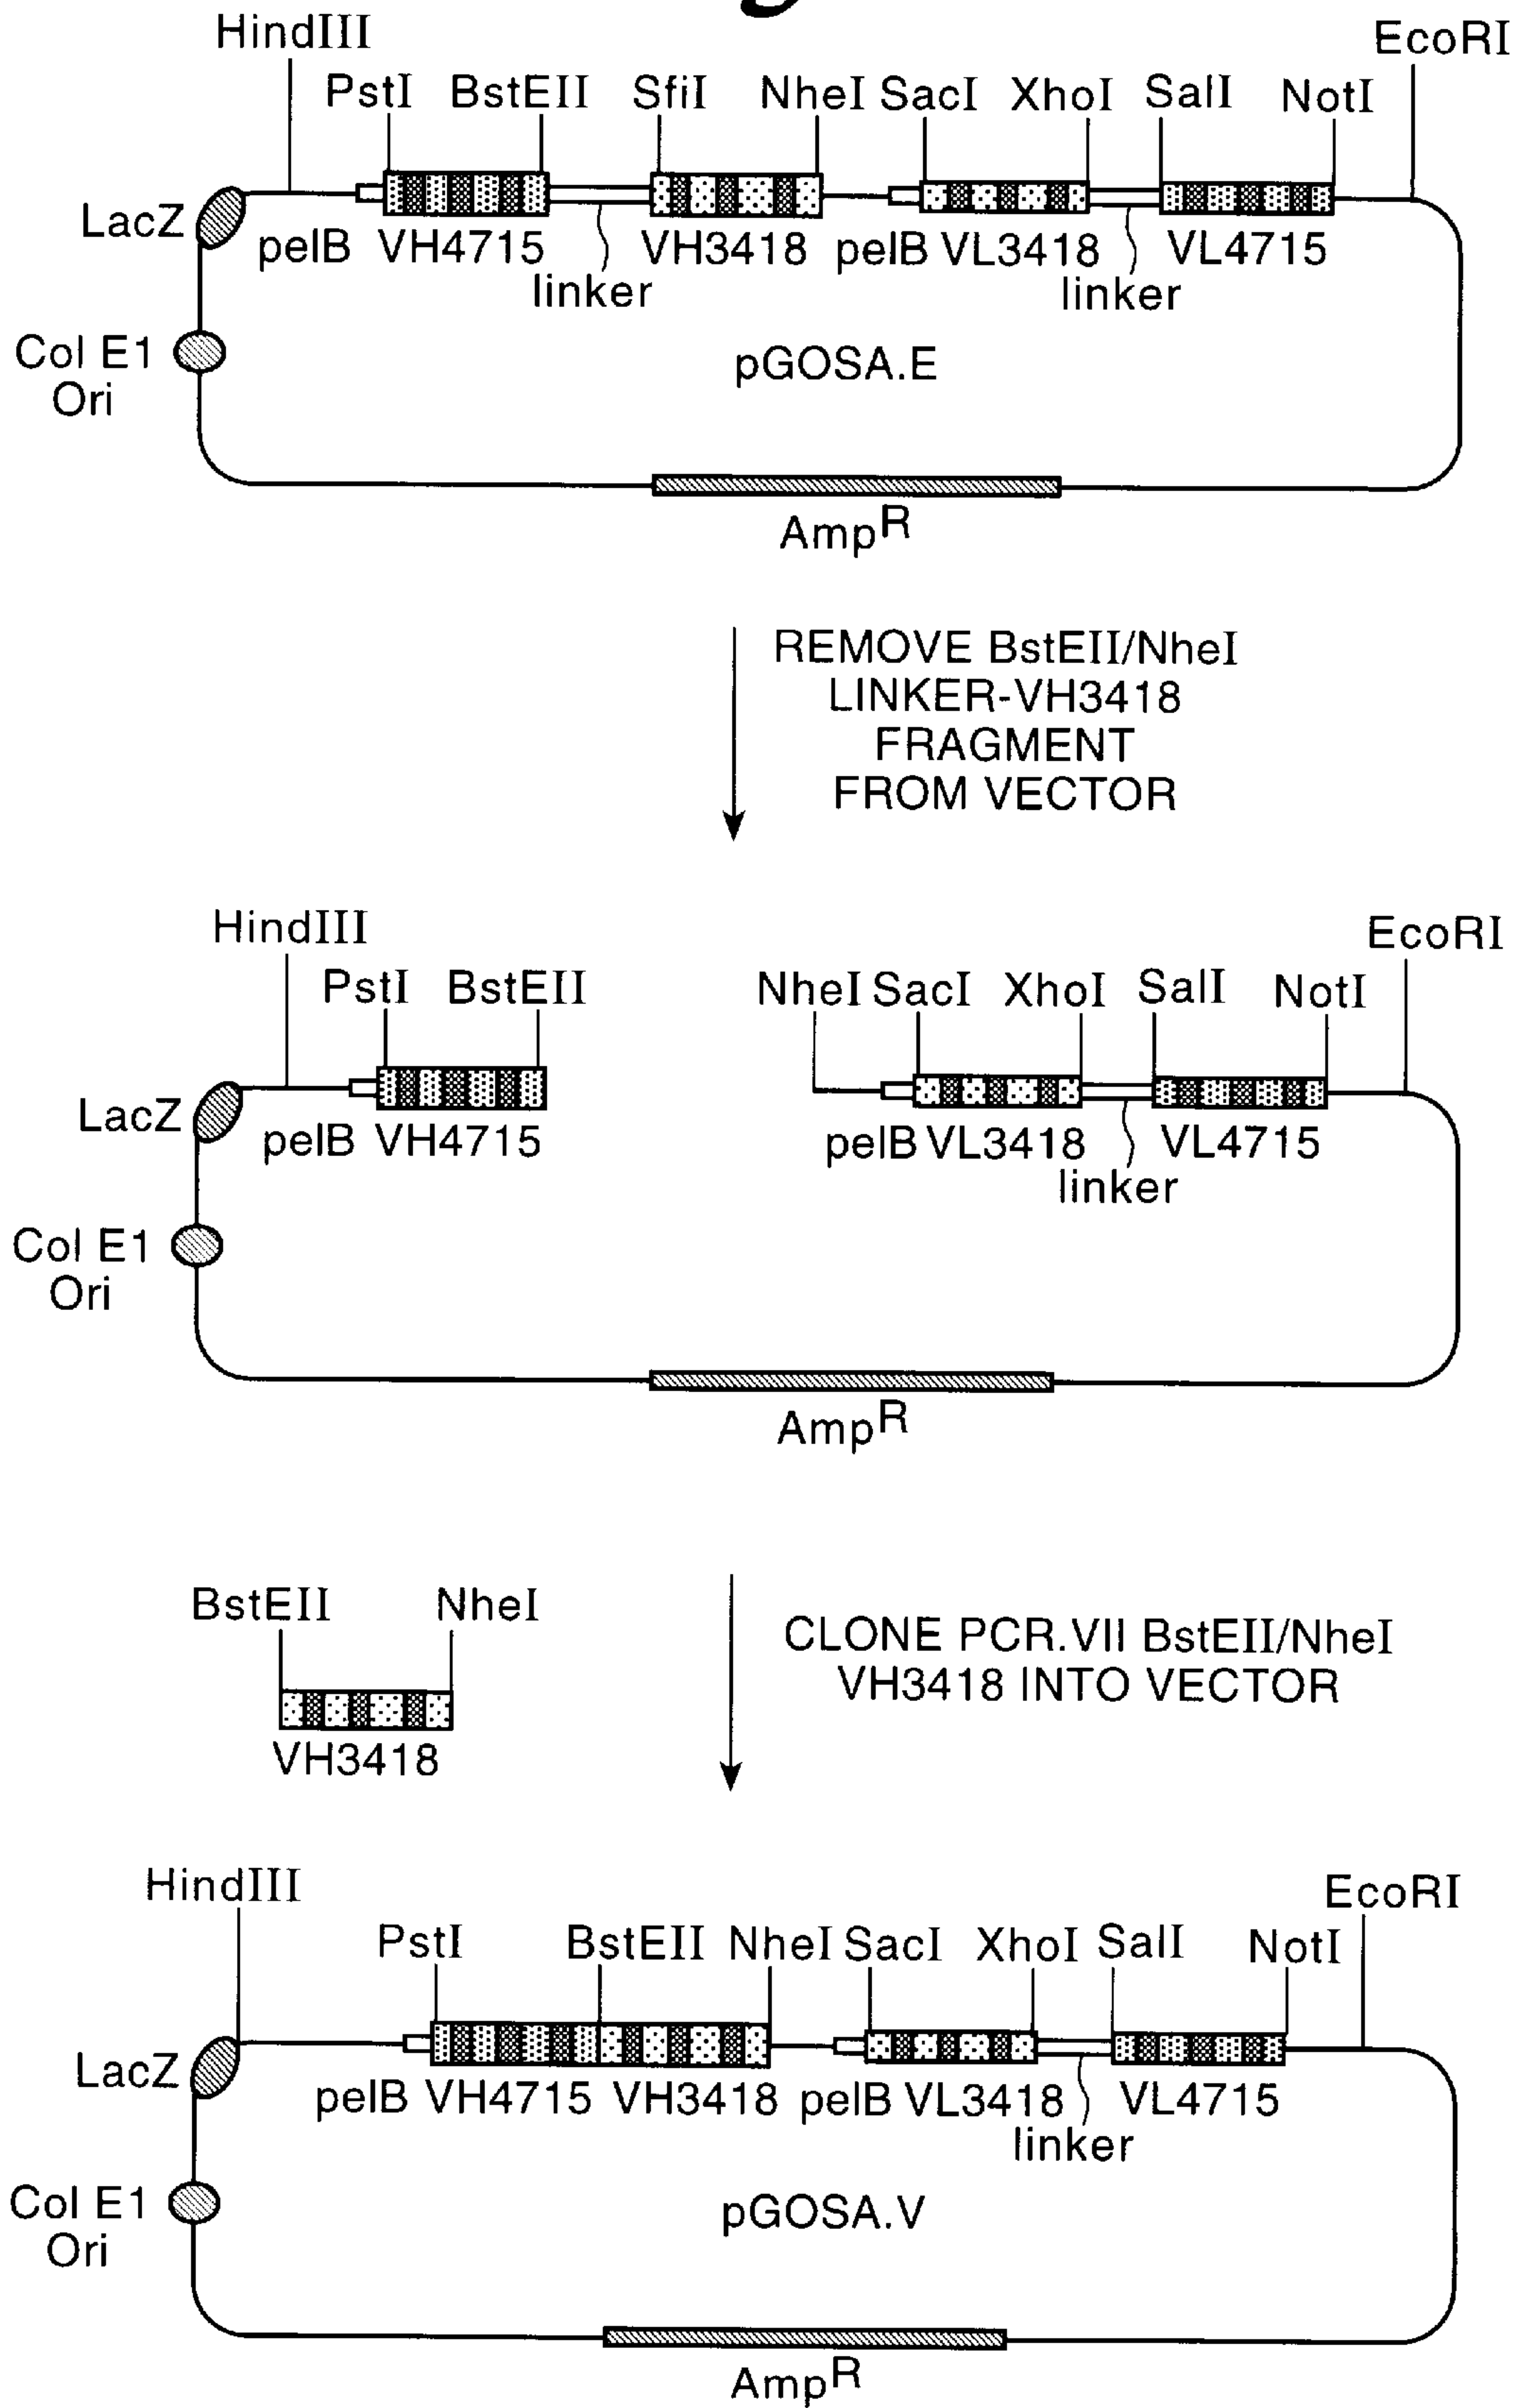 HindIII
EcoRI
PstI BstEII SfiI NheI SacI XhoI SalI NotI
LacZ
pelB VH4715 VH3418 pelB VL3418 VL4715
linker linker
Col E1
Ori
pGOSA.E
AmpR
REMOVE BstEII/NheI
LINKER-VH3418
FRAGMENT
FROM VECTOR
HindIII
EcoRI
PstI BstEII NheI SacI XhoI SalI NotI
LacZ
pelB VH4715 pelB VL3418 VL4715
linker
Col E1
Ori
AmpR
BstEII NheI
VH3418
CLONE PCR.VII BstEII/NheI
VH3418 INTO VECTOR
HindIII
EcoRI
PstI BstEII NheI SacI XhoI SalI NotI
LacZ
pelB VH4715 VH3418 pelB VL3418 VL4715
linker
Col E1
Ori
pGOSA.V
AmpR